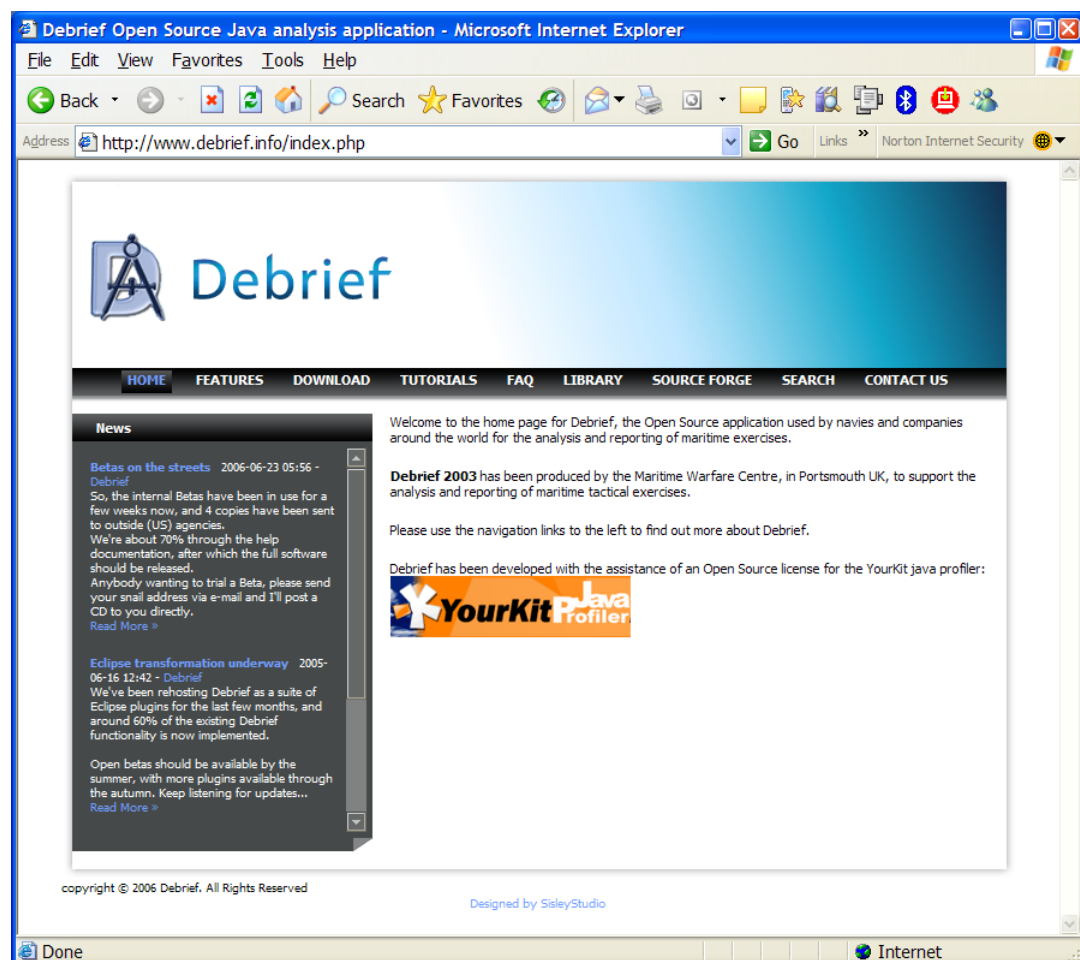 Debrief Open Source Java analysis application - Microsoft Internet Explorer
File Edit View Favorites Tools Help
Back Search Favorites
Address http://www.debrief.info/index.php Go Links » Norton Internet Security
Debrief
HOME FEATURES DOWNLOAD TUTORIALS FAQ LIBRARY SOURCE FORGE SEARCH CONTACT US
News
Betas on the streets 2006-06-23 05:56 -
Debrief
So, the internal Betas have been in use for a
few weeks now, and 4 copies have been sent
to outside (US) agencies.
We're about 70% through the help
documentation, after which the full software
should be released.
Anybody wanting to trial a Beta, please send
your snail address via e-mail and I'll post a
CD to you directly.
Read More »
Eclipse transformation underway 2005-
06-16 12:42 - Debrief
We've been rehosting Debrief as a suite of
Eclipse plugins for the last few months, and
around 60% of the existing Debrief
functionality is now implemented.
Open betas should be available by the
summer, with more plugins available through
the autumn. Keep listening for updates...
Read More »
Welcome to the home page for Debrief, the Open Source application used by navies and companies
around the world for the analysis and reporting of maritime exercises.
Debrief 2003 has been produced by the Maritime Warfare Centre, in Portsmouth UK, to support the
analysis and reporting of maritime tactical exercises.
Please use the navigation links to the left to find out more about Debrief.
Debrief has been developed with the assistance of an Open Source license for the YourKit java profiler:
YourKit Java Profiler
copyright © 2006 Debrief. All Rights Reserved
Designed by SisleyStudio
Done Internet